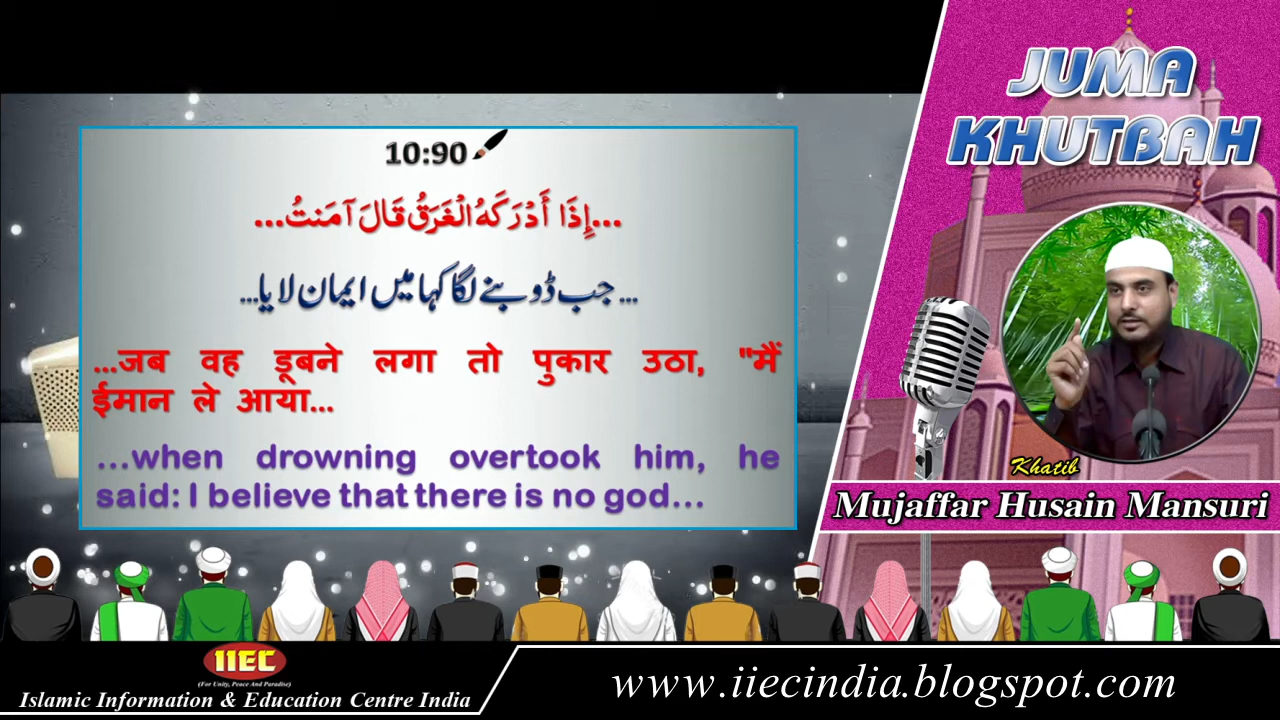 JUMA
KHUTBAH
10:90
...إِذَا أَدْرَكَهُ الْغَرَقُ قَالَ آمَنتُ...
...جب ڈوبنے لگا کہا میں ایمان لایا...
...जब वह डूबने लगा तो पुकार उठा, "मैं
ईमान ले आया...
...when drowning overtook him, he
said: I believe that there is no god...
Khatib
Mujaffar Husain Mansuri
IIEC
(For Unity, Peace And Paradise)
Islamic Information & Education Centre India
www.iiecindia.blogspot.com